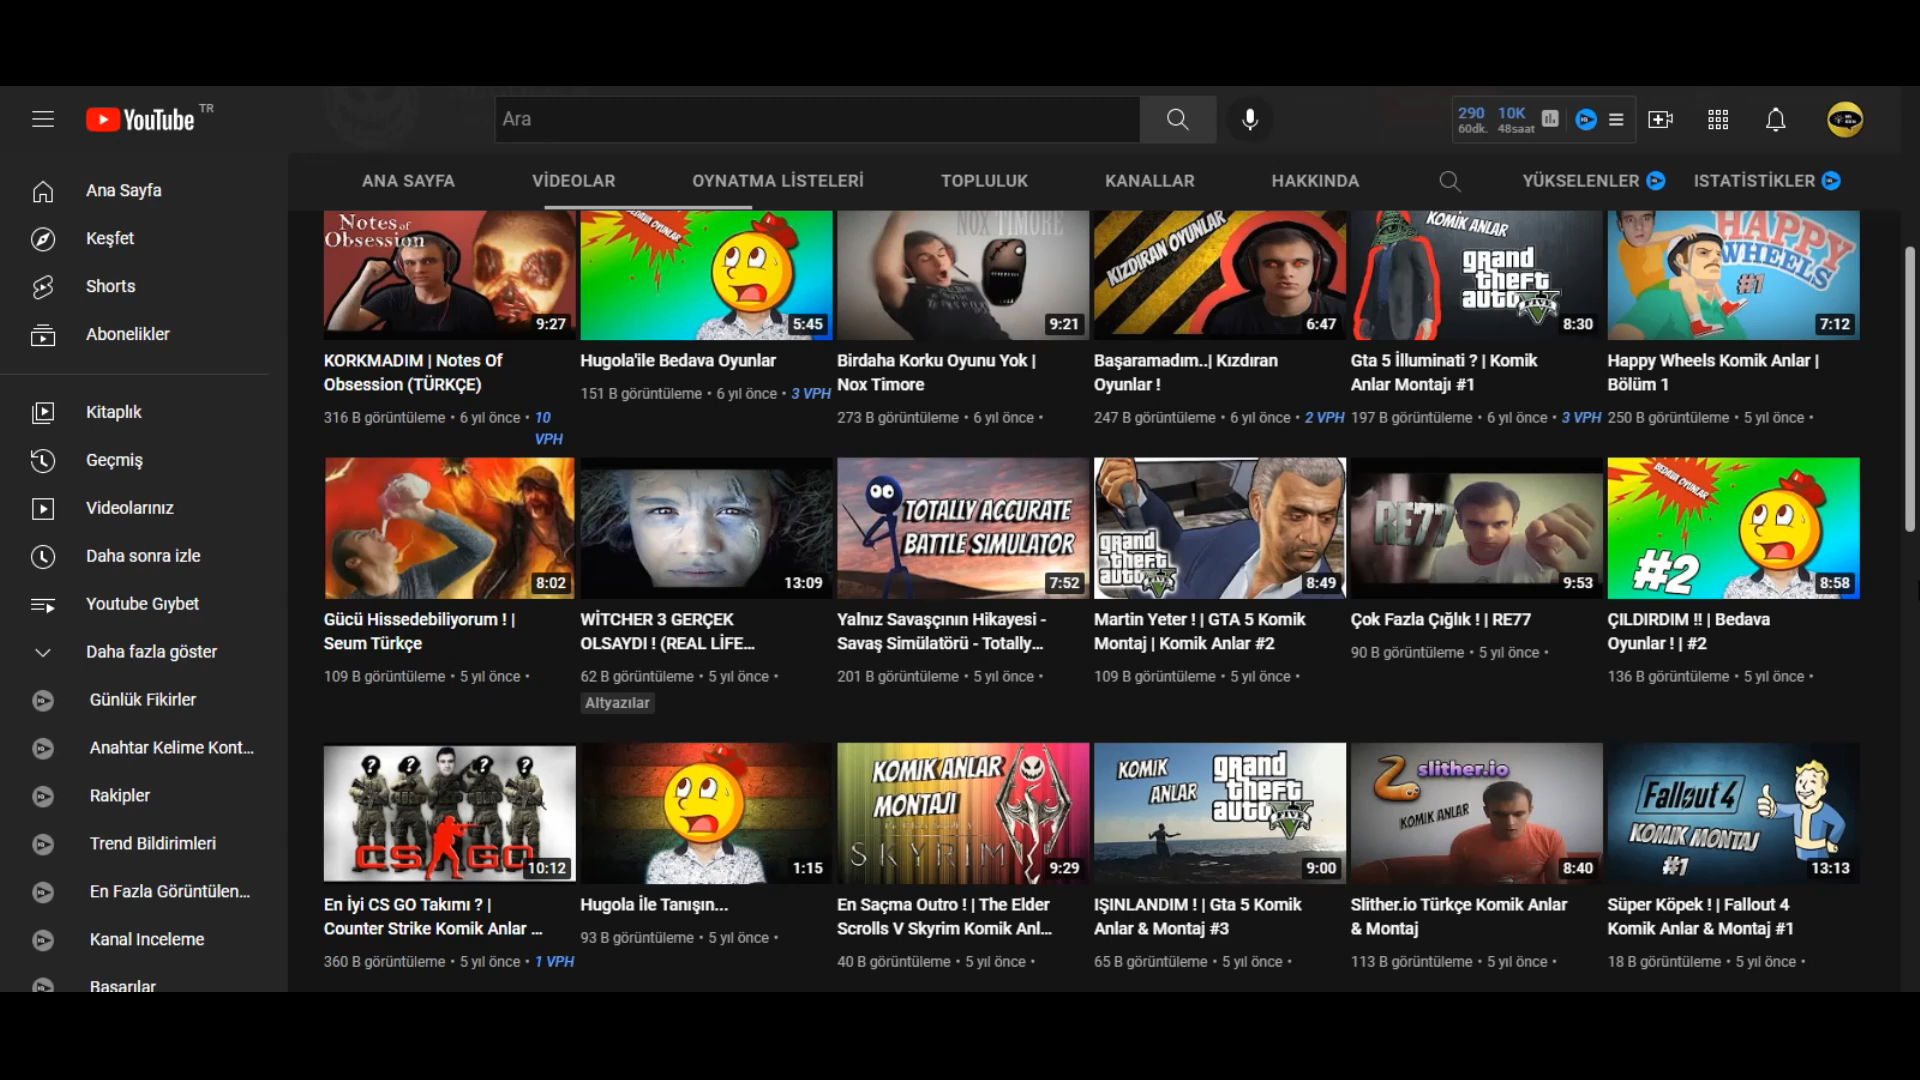 YouTube TR
Ara
290 10K
60dk. 48saat
ANA SAYFA VİDEOLAR OYNATMA LİSTELERİ TOPLULUK KANALLAR HAKKINDA YÜKSELENLER ISTATİSTİKLER
Ana Sayfa
Keşfet
Shorts
Abonelikler
Kitaplık
Geçmiş
Videolarınız
Daha sonra izle
Youtube Gıybet
Daha fazla göster
Günlük Fikirler
Anahtar Kelime Kont...
Rakipler
Trend Bildirimleri
En Fazla Görüntülen...
Kanal Inceleme
Başarılar
Notes of
Obsession
9:27
KORKMADIM | Notes Of
Obsession (TÜRKÇE)
316 B görüntüleme • 6 yıl önce • 10
VPH
BEDAVA OYUNLAR
5:45
Hugola'ile Bedava Oyunlar
151 B görüntüleme • 6 yıl önce • 3 VPH
NOX TIMORE
9:21
Birdaha Korku Oyunu Yok |
Nox Timore
273 B görüntüleme • 6 yıl önce •
KIZDIRAN OYUNLAR
6:47
Başaramadım..| Kızdıran
Oyunlar !
247 B görüntüleme • 6 yıl önce • 2 VPH
KOMİK ANLAR
grand
theft
auto
FIVE
8:30
Gta 5 İlluminati ? | Komik
Anlar Montajı #1
197 B görüntüleme • 6 yıl önce • 3 VPH
HAPPY
WHEELS
#1
7:12
Happy Wheels Komik Anlar |
Bölüm 1
250 B görüntüleme • 5 yıl önce •
8:02
Gücü Hissedebiliyorum ! |
Seum Türkçe
109 B görüntüleme • 5 yıl önce •
13:09
WİTCHER 3 GERÇEK
OLSAYDI ! (REAL LİFE...
62 B görüntüleme • 5 yıl önce •
Altyazılar
TOTALLY ACCURATE
BATTLE SIMULATOR
7:52
Yalnız Savaşçının Hikayesi -
Savaş Simülatörü - Totally...
201 B görüntüleme • 5 yıl önce •
grand
theft
auto
8:49
Martin Yeter ! | GTA 5 Komik
Montaj | Komik Anlar #2
109 B görüntüleme • 5 yıl önce •
RE77
9:53
Çok Fazla Çığlık ! | RE77
90 B görüntüleme • 5 yıl önce •
BEDAVA OYUNLAR
#2
8:58
ÇILDIRDIM !! | Bedava
Oyunlar ! | #2
136 B görüntüleme • 5 yıl önce •
? ? ? ?
CS GO
10:12
En İyi CS GO Takımı ? |
Counter Strike Komik Anlar ...
360 B görüntüleme • 5 yıl önce • 1 VPH
1:15
Hugola İle Tanışın...
93 B görüntüleme • 5 yıl önce •
KOMIK ANLAR
MONTAJI
SKYRIM
9:29
En Saçma Outro ! | The Elder
Scrolls V Skyrim Komik Anl...
40 B görüntüleme • 5 yıl önce •
KOMIK
ANLAR
grand
theft
auto
FIVE
9:00
IŞINLANDIM ! | Gta 5 Komik
Anlar & Montaj #3
65 B görüntüleme • 5 yıl önce •
slither.io
KOMIK ANLAR
8:40
Slither.io Türkçe Komik Anlar
& Montaj
113 B görüntüleme • 5 yıl önce •
Fallout 4
KOMIK MONTAJ
#1
13:13
Süper Köpek ! | Fallout 4
Komik Anlar & Montaj #1
18 B görüntüleme • 5 yıl önce •